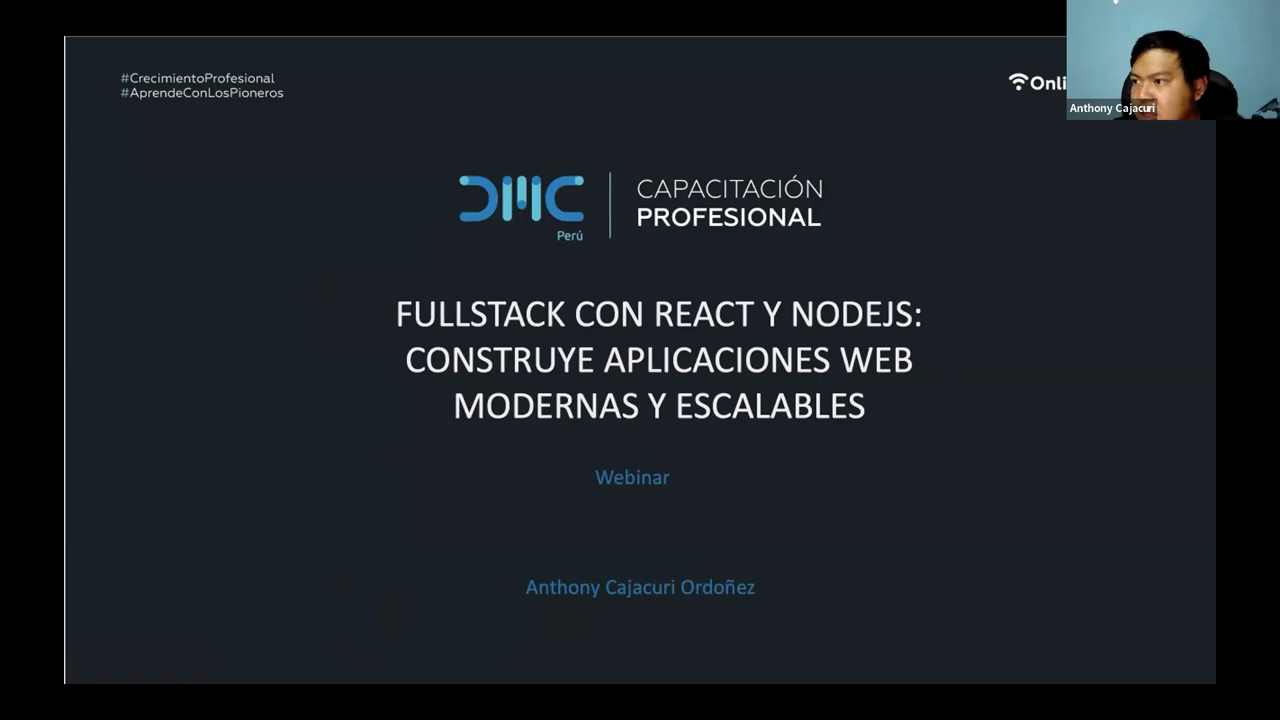 #CrecimientoProfesional
#AprendeConLosPioneros
Onli
Anthony Cajacuri
DMC
Perú
CAPACITACIÓN
PROFESIONAL
FULLSTACK CON REACT Y NODEJS:
CONSTRUYE APLICACIONES WEB
MODERNAS Y ESCALABLES
Webinar
Anthony Cajacuri Ordoñez